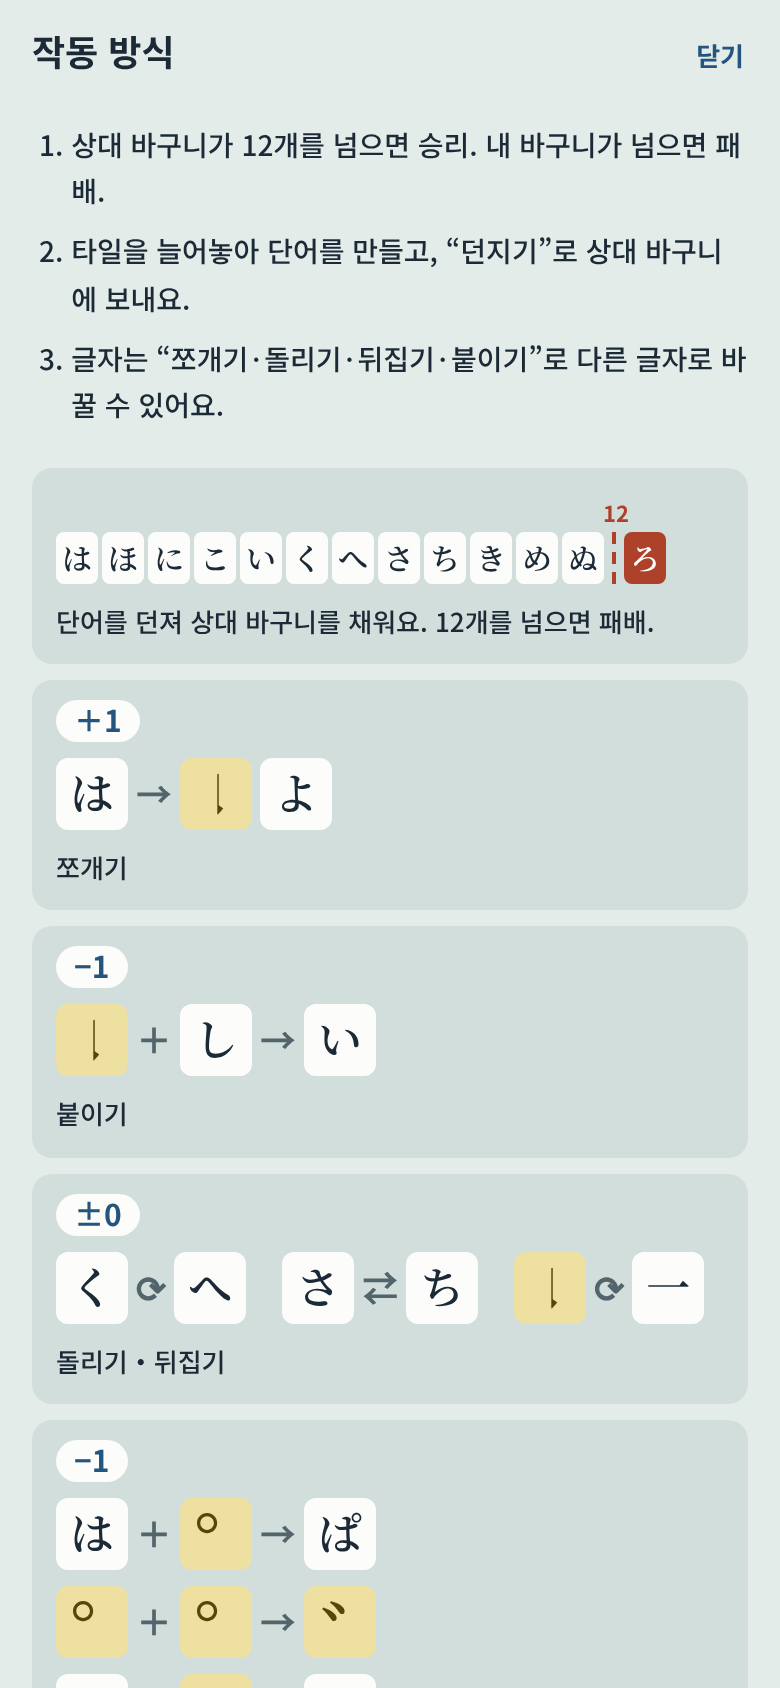 작동 방식
닫기
1. 상대 바구니가 12개를 넘으면 승리. 내 바구니가 넘으면 패
배.
2. 타일을 늘어놓아 단어를 만들고, “던지기”로 상대 바구니
에 보내요.
3. 글자는 “쪼개기·돌리기·뒤집기·붙이기”로 다른 글자로 바
꿀 수 있어요.
12
は ほ に こ い く へ さ ち き め ぬ ろ
단어를 던져 상대 바구니를 채워요. 12개를 넘으면 패배.
+1
は → 丨 よ
쪼개기
−1
丨 + し → い
붙이기
±0
く ⟳ へ さ ⇄ ち 丨 ⟳ 一
돌리기・뒤집기
−1
は + ゜ → ぱ
゜ + ゜ → ゛